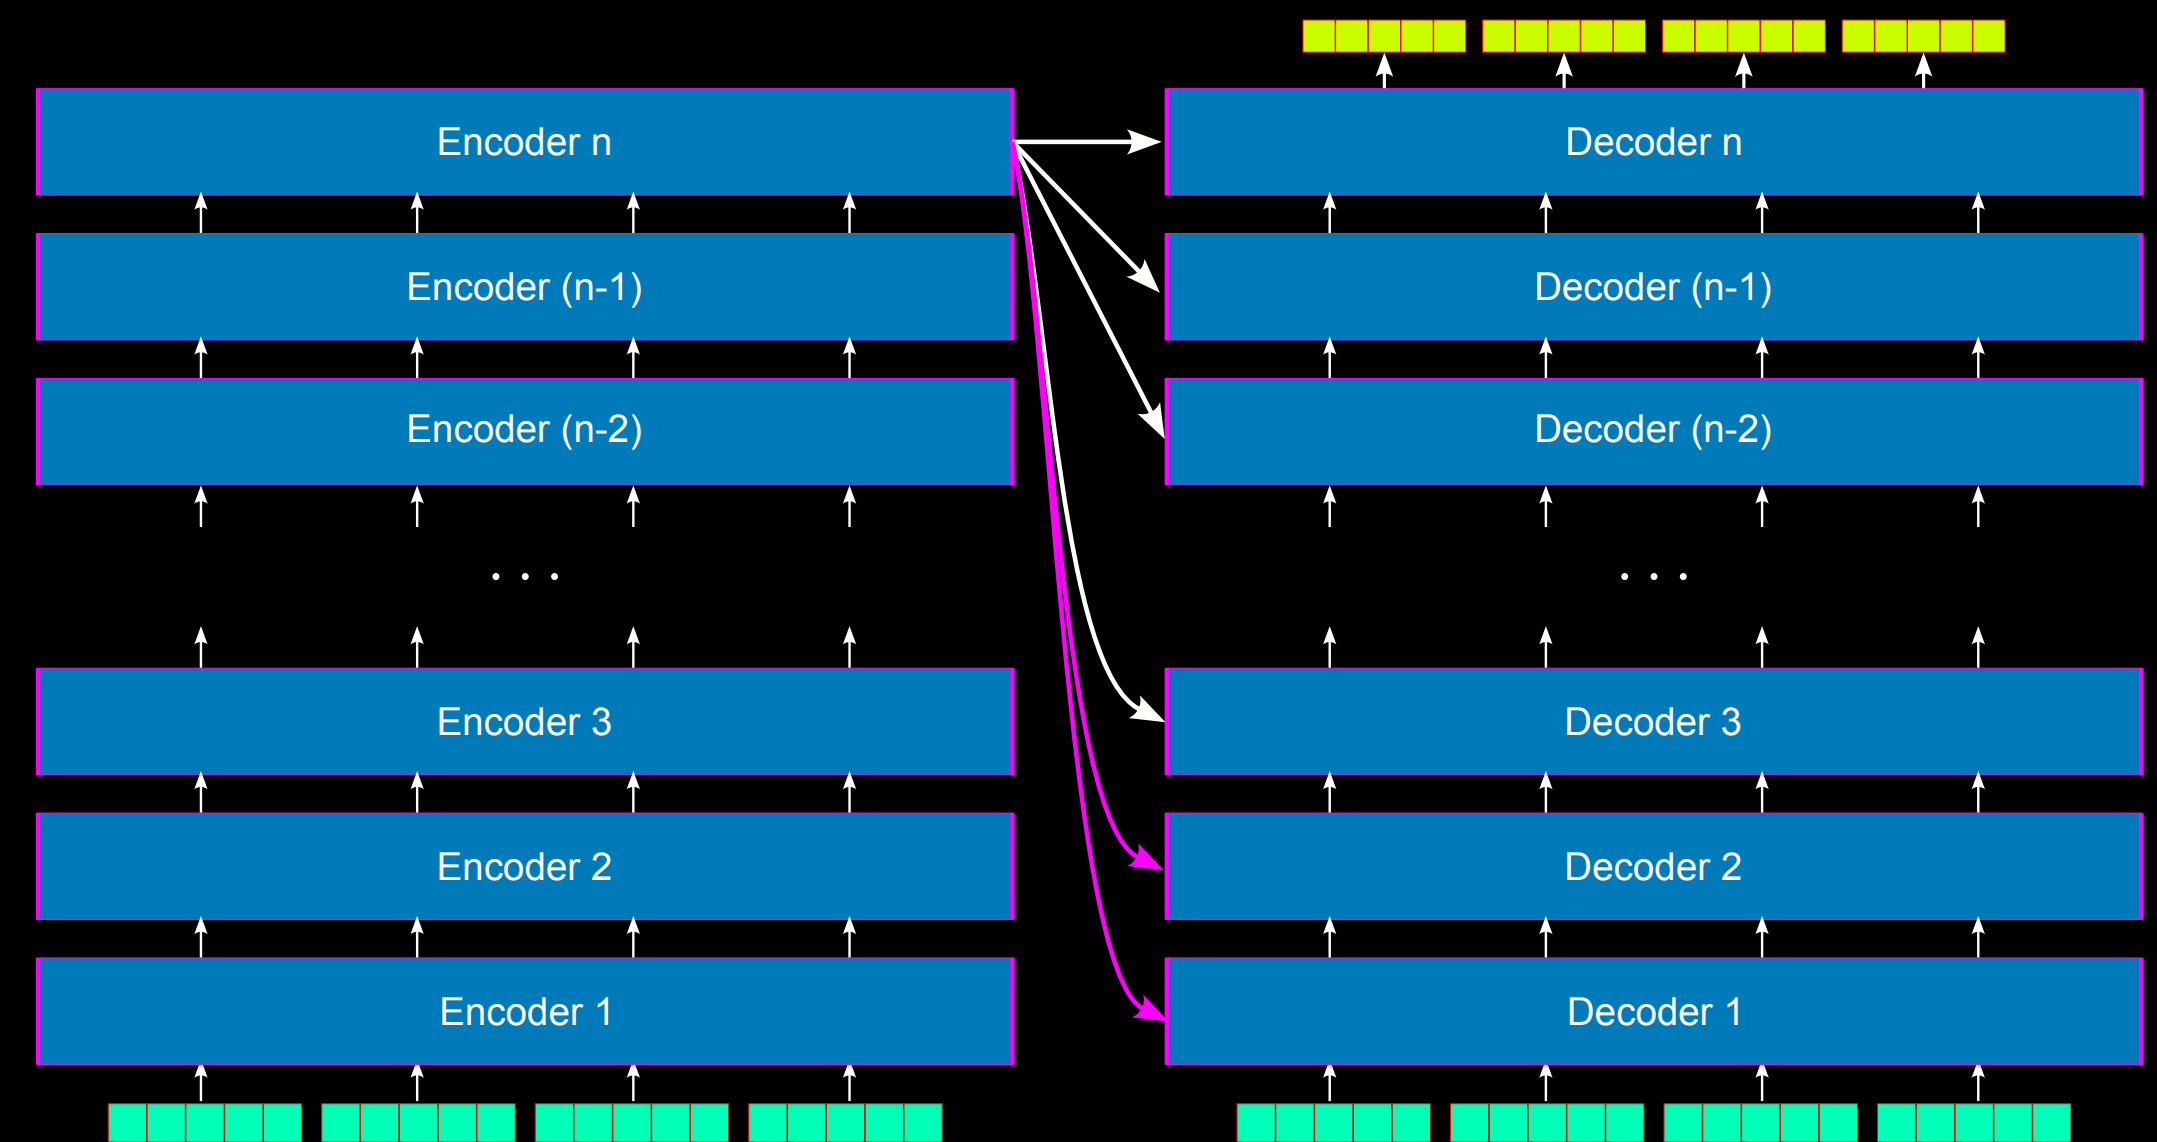 Encoder n
Encoder (n-1)
Encoder (n-2)
. . .
Encoder 3
Encoder 2
Encoder 1
Decoder n
Decoder (n-1)
Decoder (n-2)
. . .
Decoder 3
Decoder 2
Decoder 1